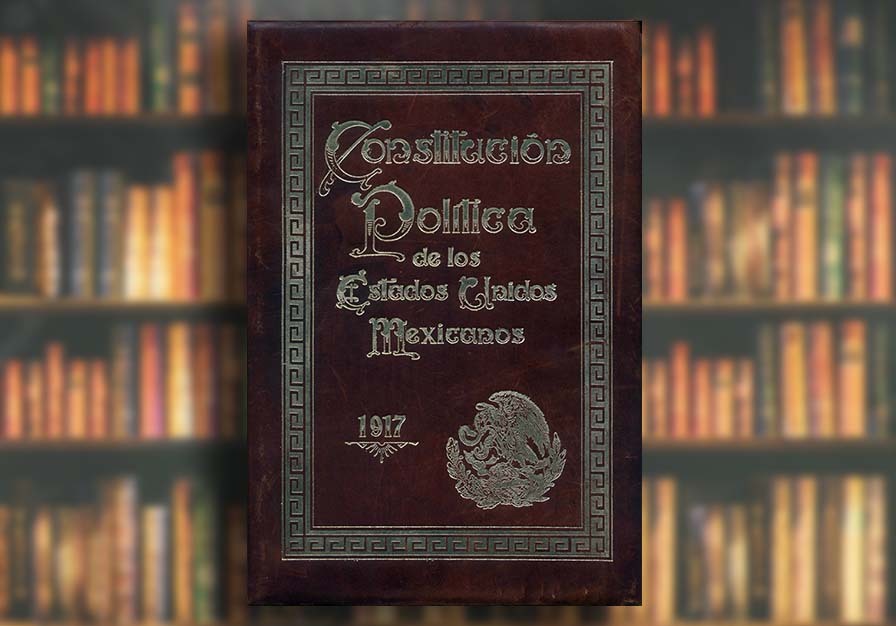 Constitución
Política
de los
Estados Unidos
Mexicanos
1917